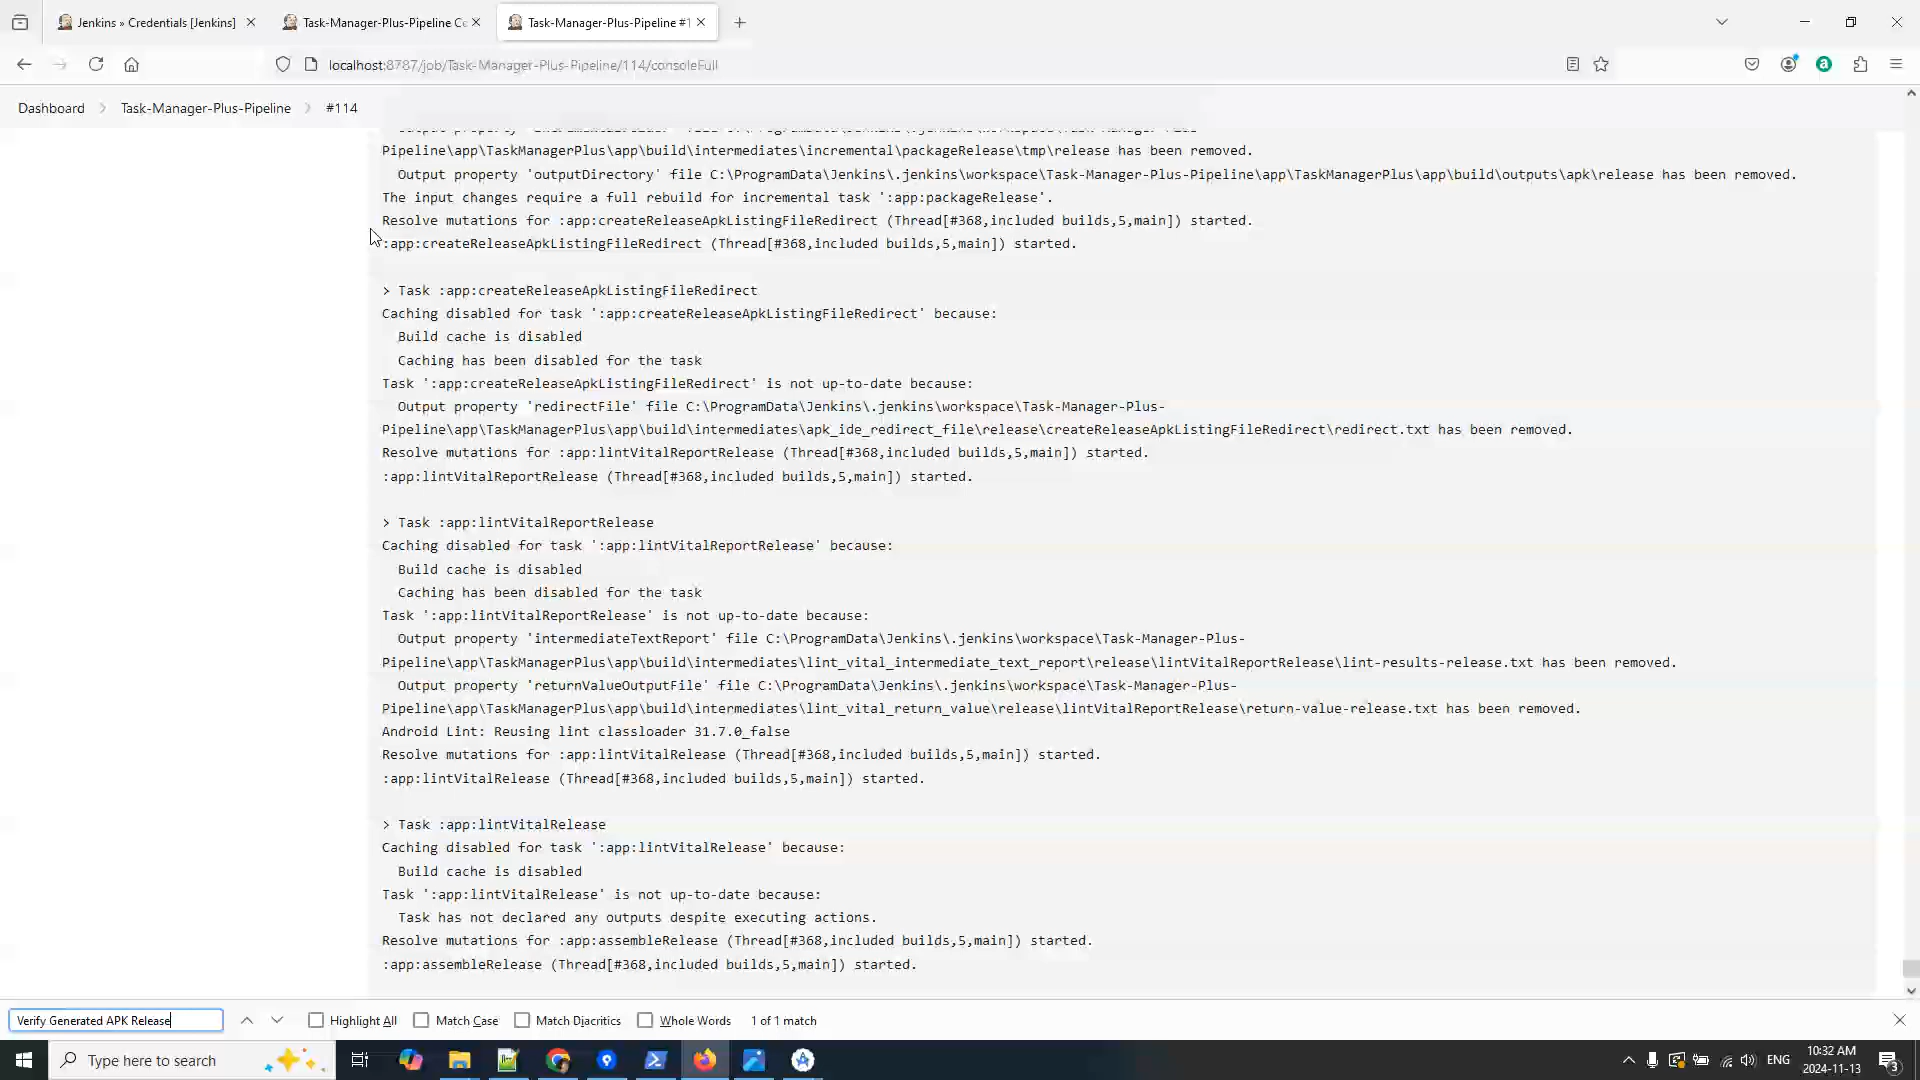 Jenkins » Credentials [Jenkins]
Task-Manager-Plus-Pipeline Co
Task-Manager-Plus-Pipeline #1
localhost:8787/job/Task-Manager-Plus-Pipeline/114/consoleFull
Dashboard
Task-Manager-Plus-Pipeline
#114
Pipeline\app\TaskManagerPlus\app\build\intermediates\incremental\packageRelease\tmp\release has been removed.
Output property 'outputDirectory' file C:\ProgramData\Jenkins\.jenkins\workspace\Task-Manager-Plus-Pipeline\app\TaskManagerPlus\app\build\outputs\apk\release has been removed.
The input changes require a full rebuild for incremental task ':app:packageRelease'.
Resolve mutations for :app:createReleaseApkListingFileRedirect (Thread[#368,included builds,5,main]) started.
:app:createReleaseApkListingFileRedirect (Thread[#368,included builds,5,main]) started.
> Task :app:createReleaseApkListingFileRedirect
Caching disabled for task ':app:createReleaseApkListingFileRedirect' because:
Build cache is disabled
Caching has been disabled for the task
Task ':app:createReleaseApkListingFileRedirect' is not up-to-date because:
Output property 'redirectFile' file C:\ProgramData\Jenkins\.jenkins\workspace\Task-Manager-Plus-
Pipeline\app\TaskManagerPlus\app\build\intermediates\apk_ide_redirect_file\release\createReleaseApkListingFileRedirect\redirect.txt has been removed.
Resolve mutations for :app:lintVitalReportRelease (Thread[#368,included builds,5,main]) started.
:app:lintVitalReportRelease (Thread[#368,included builds,5,main]) started.
> Task :app:lintVitalReportRelease
Caching disabled for task ':app:lintVitalReportRelease' because:
Build cache is disabled
Caching has been disabled for the task
Task ':app:lintVitalReportRelease' is not up-to-date because:
Output property 'intermediateTextReport' file C:\ProgramData\Jenkins\.jenkins\workspace\Task-Manager-Plus-
Pipeline\app\TaskManagerPlus\app\build\intermediates\lint_vital_intermediate_text_report\release\lintVitalReportRelease\lint-results-release.txt has been removed.
Output property 'returnValueOutputFile' file C:\ProgramData\Jenkins\.jenkins\workspace\Task-Manager-Plus-
Pipeline\app\TaskManagerPlus\app\build\intermediates\lint_vital_return_value\release\lintVitalReportRelease\return-value-release.txt has been removed.
Android Lint: Reusing lint classloader 31.7.0_false
Resolve mutations for :app:lintVitalRelease (Thread[#368,included builds,5,main]) started.
:app:lintVitalRelease (Thread[#368,included builds,5,main]) started.
> Task :app:lintVitalRelease
Caching disabled for task ':app:lintVitalRelease' because:
Build cache is disabled
Task ':app:lintVitalRelease' is not up-to-date because:
Task has not declared any outputs despite executing actions.
Resolve mutations for :app:assembleRelease (Thread[#368,included builds,5,main]) started.
:app:assembleRelease (Thread[#368,included builds,5,main]) started.
Verify Generated APK Release
Highlight All
Match Case
Match Diacritics
Whole Words
1 of 1 match
Type here to search
ENG
10:32 AM
2024-11-13
3